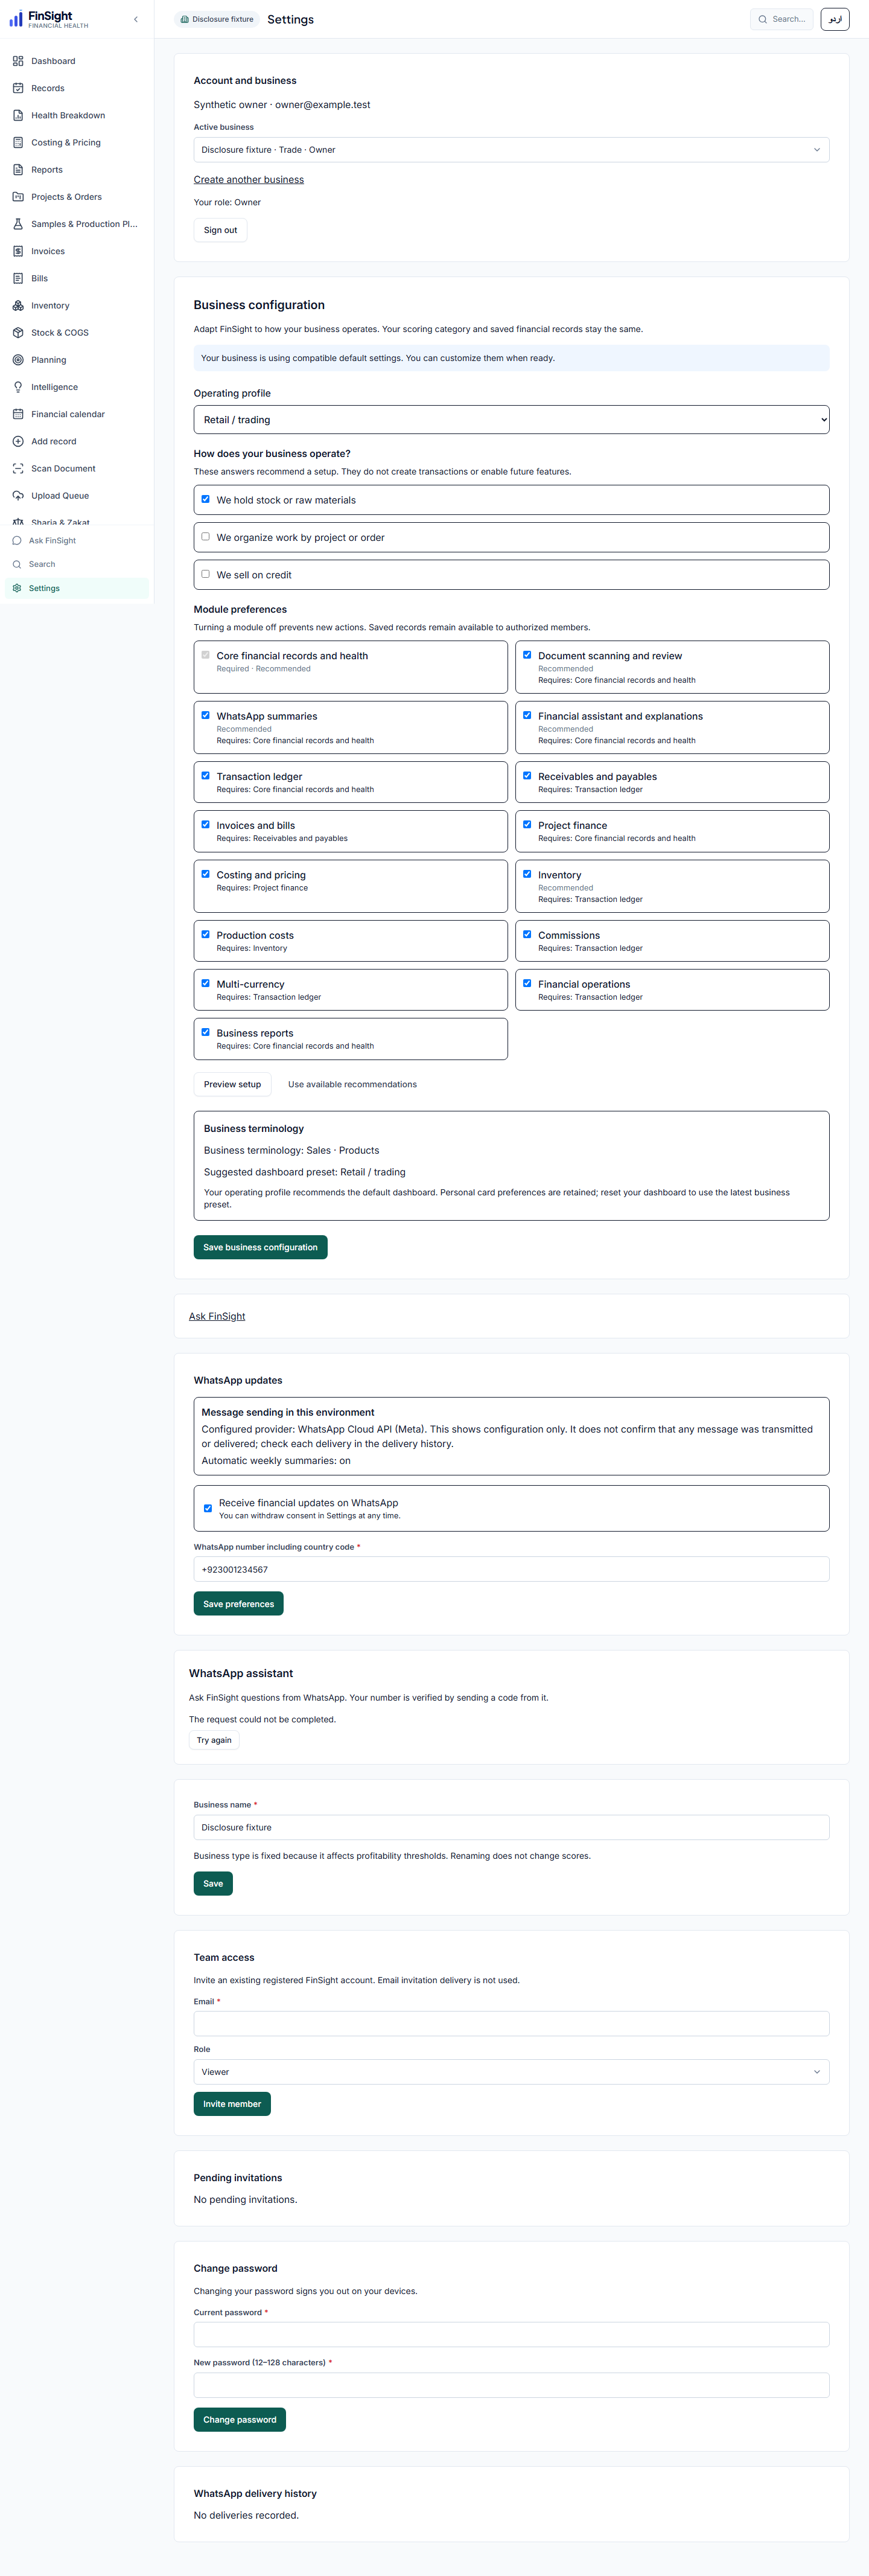 FinSight
FINANCIAL HEALTH
Dashboard
Records
Health Breakdown
Costing & Pricing
Reports
Projects & Orders
Samples & Production Pl...
Invoices
Bills
Inventory
Stock & COGS
Planning
Intelligence
Financial calendar
Add record
Scan Document
Upload Queue
Sharia & Zakat
Ask FinSight
Search
Settings
Disclosure fixture
Settings
Search...
اردو
Account and business
Synthetic owner · owner@example.test
Active business
Disclosure fixture · Trade · Owner
Create another business
Your role: Owner
Sign out
Business configuration
Adapt FinSight to how your business operates. Your scoring category and saved financial records stay the same.
Your business is using compatible default settings. You can customize them when ready.
Operating profile
Retail / trading
How does your business operate?
These answers recommend a setup. They do not create transactions or enable future features.
We hold stock or raw materials
We organize work by project or order
We sell on credit
Module preferences
Turning a module off prevents new actions. Saved records remain available to authorized members.
Core financial records and health
Required · Recommended
Document scanning and review
Recommended
Requires: Core financial records and health
WhatsApp summaries
Recommended
Requires: Core financial records and health
Financial assistant and explanations
Recommended
Requires: Core financial records and health
Transaction ledger
Requires: Core financial records and health
Receivables and payables
Requires: Transaction ledger
Invoices and bills
Requires: Receivables and payables
Project finance
Requires: Core financial records and health
Costing and pricing
Requires: Project finance
Inventory
Recommended
Requires: Transaction ledger
Production costs
Requires: Inventory
Commissions
Requires: Transaction ledger
Multi-currency
Requires: Transaction ledger
Financial operations
Requires: Transaction ledger
Business reports
Requires: Core financial records and health
Preview setup
Use available recommendations
Business terminology
Business terminology: Sales · Products
Suggested dashboard preset: Retail / trading
Your operating profile recommends the default dashboard. Personal card preferences are retained; reset your dashboard to use the latest business
preset.
Save business configuration
Ask FinSight
WhatsApp updates
Message sending in this environment
Configured provider: WhatsApp Cloud API (Meta). This shows configuration only. It does not confirm that any message was transmitted
or delivered; check each delivery in the delivery history.
Automatic weekly summaries: on
Receive financial updates on WhatsApp
You can withdraw consent in Settings at any time.
WhatsApp number including country code *
+923001234567
Save preferences
WhatsApp assistant
Ask FinSight questions from WhatsApp. Your number is verified by sending a code from it.
The request could not be completed.
Try again
Business name *
Disclosure fixture
Business type is fixed because it affects profitability thresholds. Renaming does not change scores.
Save
Team access
Invite an existing registered FinSight account. Email invitation delivery is not used.
Email *
Role
Viewer
Invite member
Pending invitations
No pending invitations.
Change password
Changing your password signs you out on your devices.
Current password *
New password (12–128 characters) *
Change password
WhatsApp delivery history
No deliveries recorded.